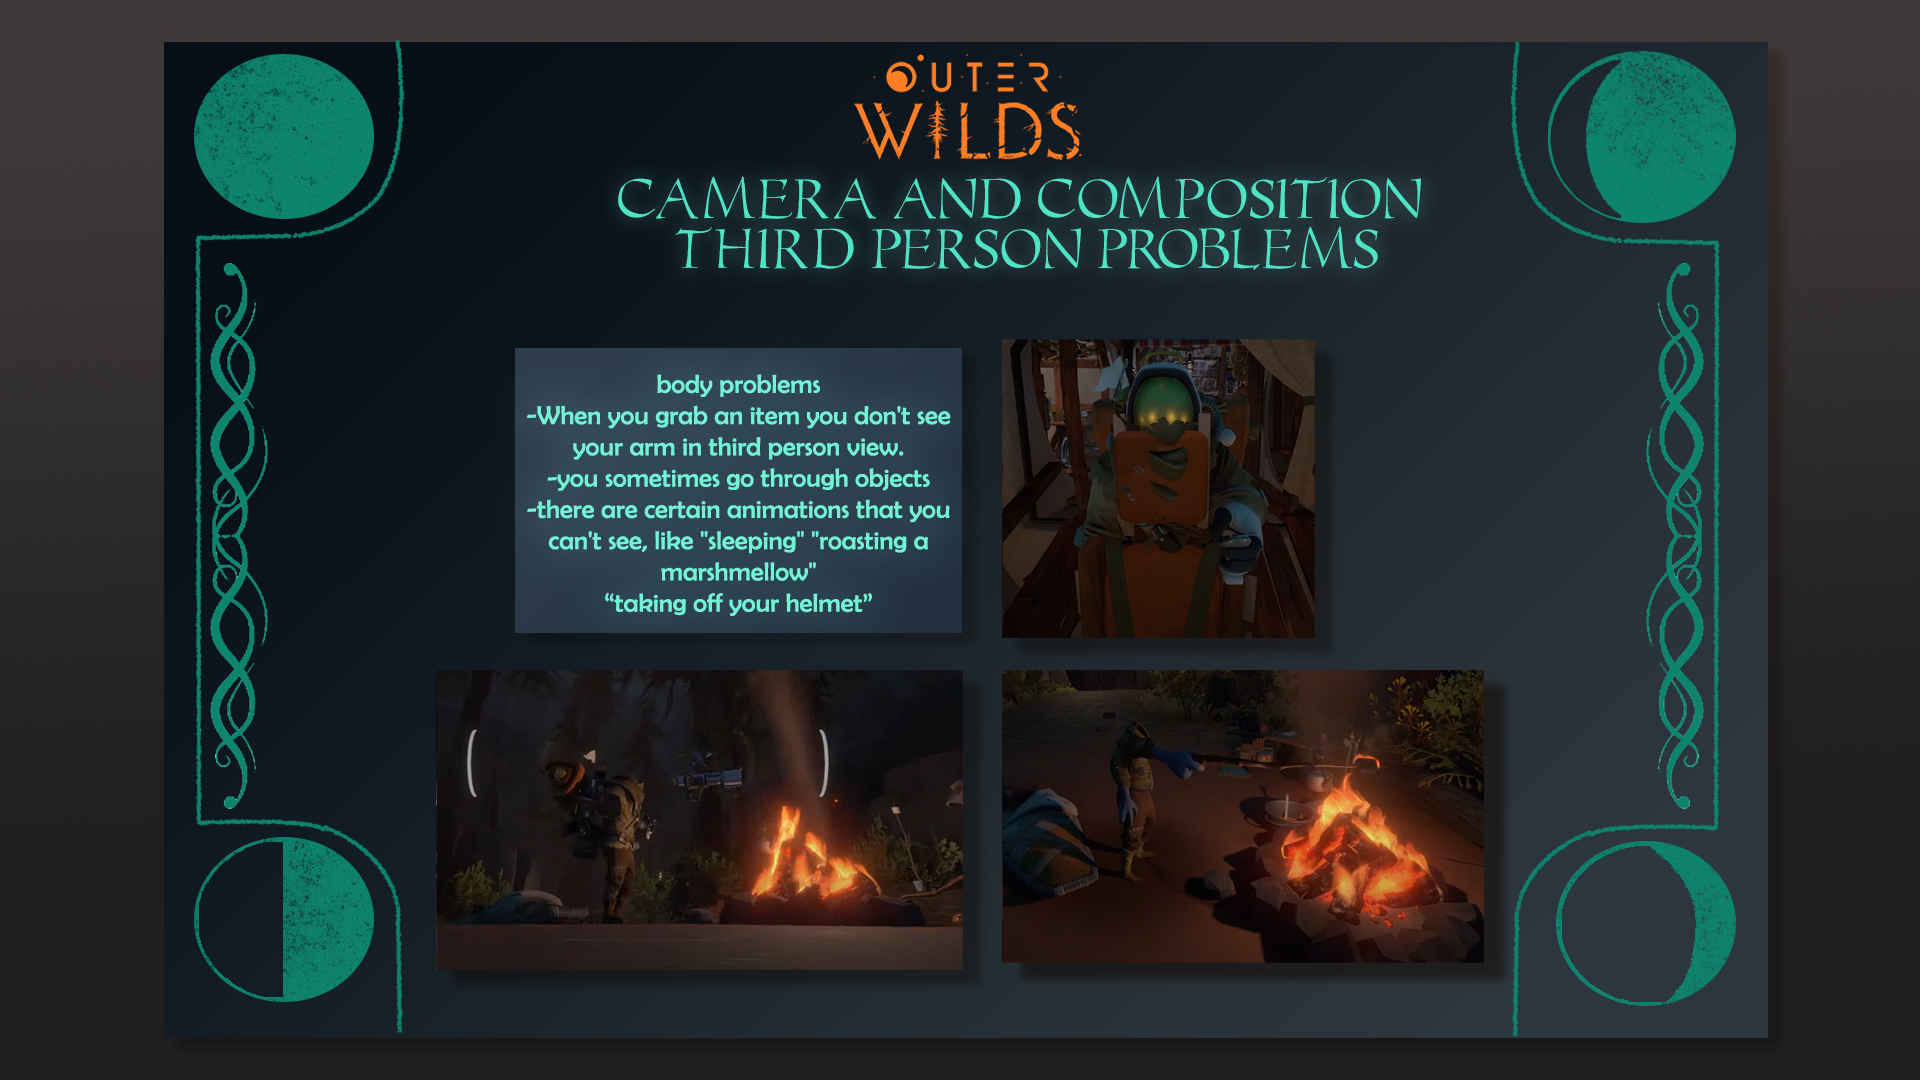 OUTER
WILDS
CAMERA AND COMPOSITION
THIRD PERSON PROBLEMS
body problems
-When you grab an item you don't see
your arm in third person view.
-you sometimes go through objects
-there are certain animations that you
can't see, like "sleeping" "roasting a
marshmellow"
“taking off your helmet”